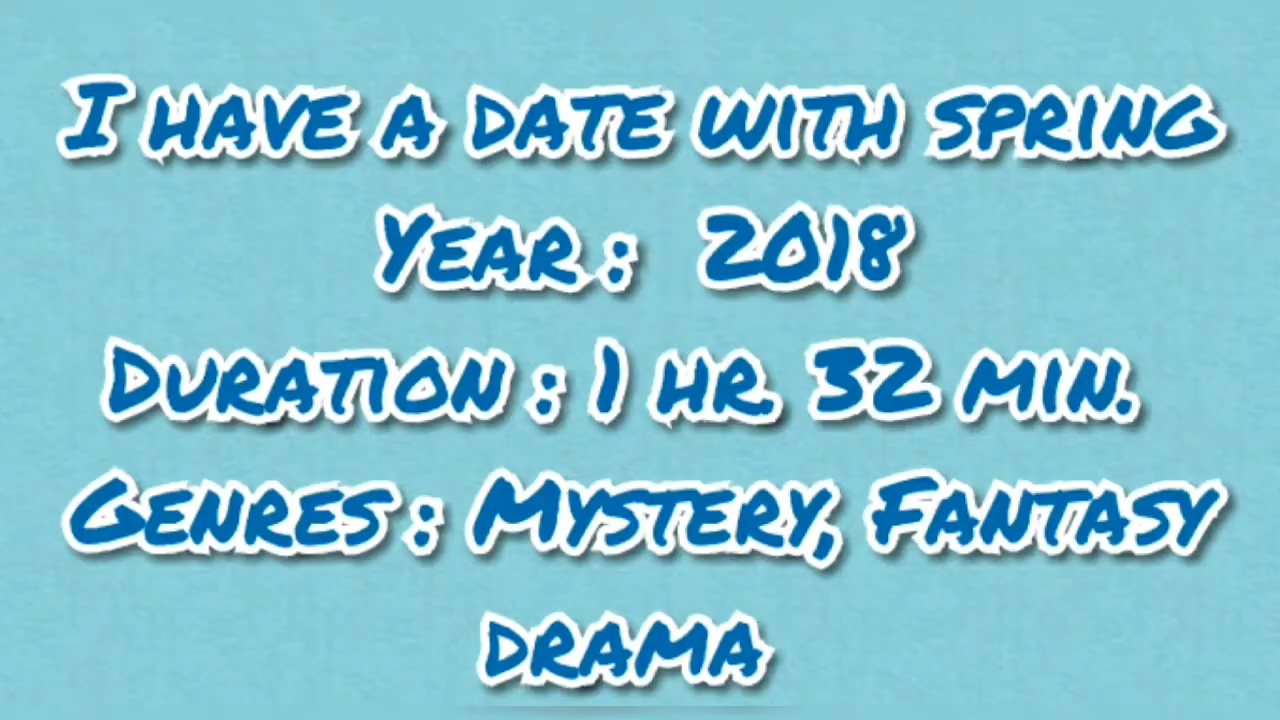 I have a date with spring
Year : 2018
Duration : 1 hr. 32 min.
Genres : Mystery, Fantasy
drama